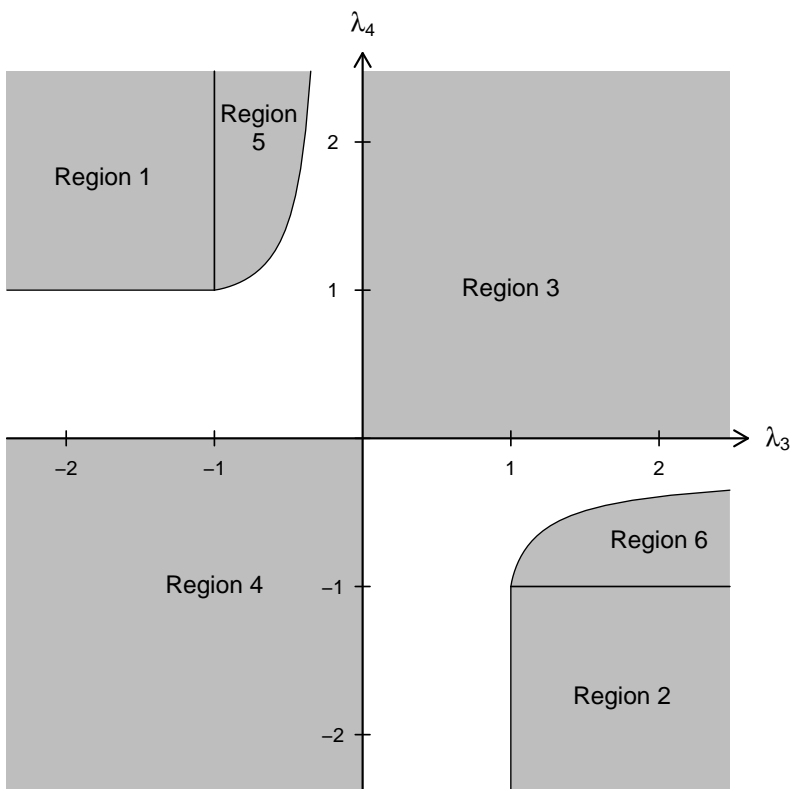 λ4
Region
5
2
Region 1
1
Region 3
λ3
−2
−1
1
2
Region 6
Region 4
−1
Region 2
−2